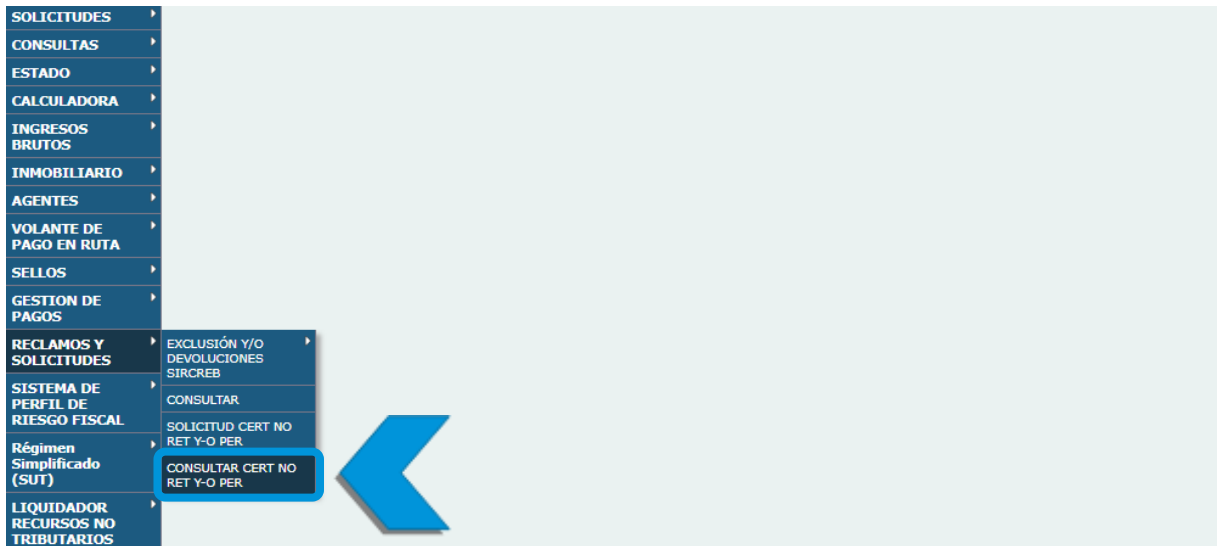 SOLICITUDES
CONSULTAS
ESTADO
CALCULADORA
INGRESOS
BRUTOS
INMOBILIARIO
AGENTES
VOLANTE DE
PAGO EN RUTA
SELLOS
GESTION DE
PAGOS
RECLAMOS Y
SOLICITUDES
EXCLUSIÓN Y/O
DEVOLUCIONES
SIRCREB
CONSULTAR
SOLICITUD CERT NO
RET Y-O PER
CONSULTAR CERT NO
RET Y-O PER
SISTEMA DE
PERFIL DE
RIESGO FISCAL
Régimen
Simplificado
(SUT)
LIQUIDADOR
RECURSOS NO
TRIBUTARIOS